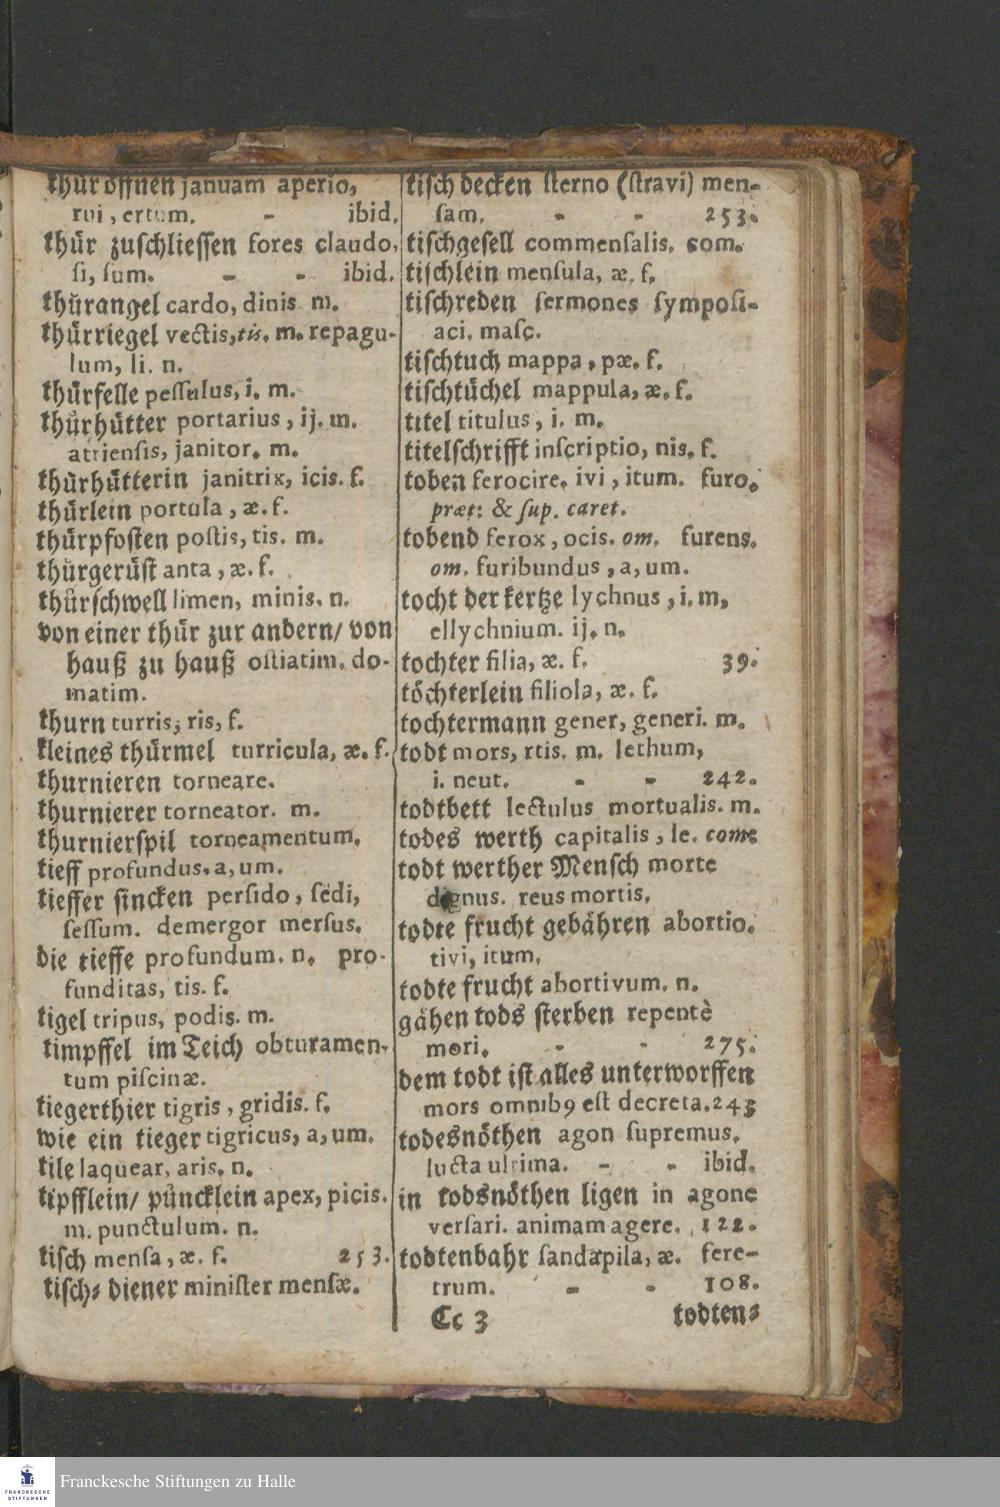 thür öffnen januam aperio,
rui, ertum. - ibid.
thür zuschliessen fores claudo,
si, sum. - - ibid.
thürangel cardo, dinis m.
thürriegel vectis, tis. m. repagu-
lum, li. n.
thürfelle pessulus, i. m.
thürhütter portarius, ij. m.
atriensis, janitor. m.
thürhütterin janitrix, icis. f.
thürlein portula, æ. f.
thürpfosten postis, tis. m.
thürgerüst anta, æ. f.
thürschwell limen, minis. n.
von einer thür zur andern/ von
hauß zu hauß ostiatim. do-
matim.
thurn turris, ris, f.
kleines thürmel turricula, æ. f.
thurnieren torneare.
thurnierer torneator. m.
thurnierspil torneamentum.
tieff profundus. a, um.
tieffer sincken persido, sëdi,
sessum. demergor mersus.
die tieffe profundum. n. pro-
funditas, tis. f.
tigel tripus, podis. m.
timpffel im Teich obturamen-
tum piscinæ.
tiegerthier tigris, gridis. f.
wie ein tieger tigricus, a, um.
tile laquear, aris. n.
tipfflein/ püncklein apex, picis.
m. punctulum. n.
tisch mensa, æ. f. 253.
tisch= diener minister mensæ.
tisch decken sterno (stravi) men-
sam. - - 253.
tischgesell commensalis. com.
tischlein mensula, æ. f.
tischreden sermones symposi-
aci. masc.
tischtuch mappa, pæ. f.
tischtüchel mappula, æ. f.
titel titulus, i. m.
titelschrifft inscriptio, nis. f.
toben ferocire. ivi, itum. furo.
præt: & sup. caret.
tobend ferox, ocis. om. furens.
om. furibundus, a, um.
tocht der kertze lychnus, i. m,
ellychnium. ij. n.
tochter filia, æ. f. 39.
töchterlein filiola, æ. f.
tochtermann gener, generi. m.
todt mors, rtis. m. lethum,
i. neut. - - 242.
todtbett lectulus mortualis. m.
todes werth capitalis, le. com.
todt werther Mensch morte
dignus. reus mortis.
todte frucht gebähren abortio.
tivi, itum.
todte frucht abortivum. n.
gähen tods sterben repentè
mori. - - 275.
dem todt ist alles unterworffen
mors omnib9 est decreta. 243
todesnöthen agon supremus.
lucta ultima. - - ibid.
in todsnöthen ligen in agone
versari. animam agere. 122.
todtenbahr sandapila, æ. fere-
trum. - - 108.
Cc 3 todten=
Franckesche Stiftungen zu Halle
FRANCKESCHE
STIFTUNGEN